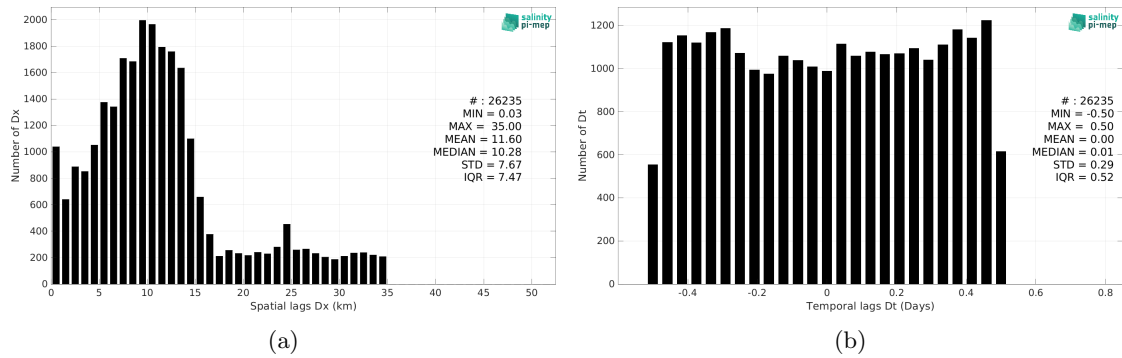 2000
1800
1600
1400
1200
1000
800
600
400
200
0
Number of Dx
0 5 10 15 20 25 30 35 40 45 50
Spatial lags Dx (km)
salinity
pi-mep
# : 26235
MIN = 0.03
MAX = 35.00
MEAN = 11.60
MEDIAN = 10.28
STD = 7.67
IQR = 7.47
(a)
1200
1000
800
600
400
200
0
Number of Dt
-0.4 -0.2 0 0.2 0.4 0.6 0.8
Temporal lags Dt (Days)
salinity
pi-mep
# : 26235
MIN = -0.50
MAX = 0.50
MEAN = 0.00
MEDIAN = 0.01
STD = 0.29
IQR = 0.52
(b)